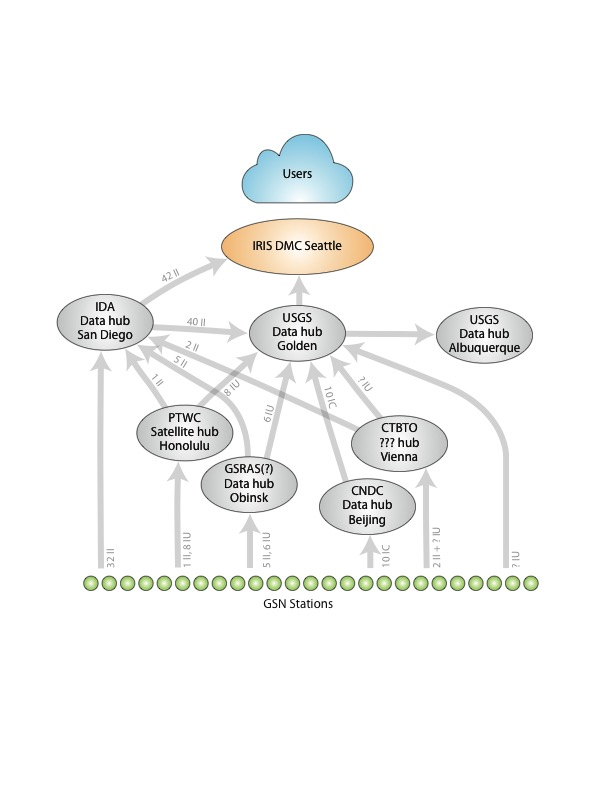 Users
IRIS DMC Seattle
42 II
IDA
Data hub
San Diego
40 II
USGS
Data hub
Golden
USGS
Data hub
Albuquerque
2 II
5 II
1 II
8 IU
6 IU
10 IC
? IU
PTWC
Satellite hub
Honolulu
CTBTO
??? hub
Vienna
GSRAS(?)
Data hub
Obinsk
CNDC
Data hub
Beijing
32 II
1 II,8 IU
5 II,6 IU
10 IC
2 II + ? IU
? IU
GSN Stations